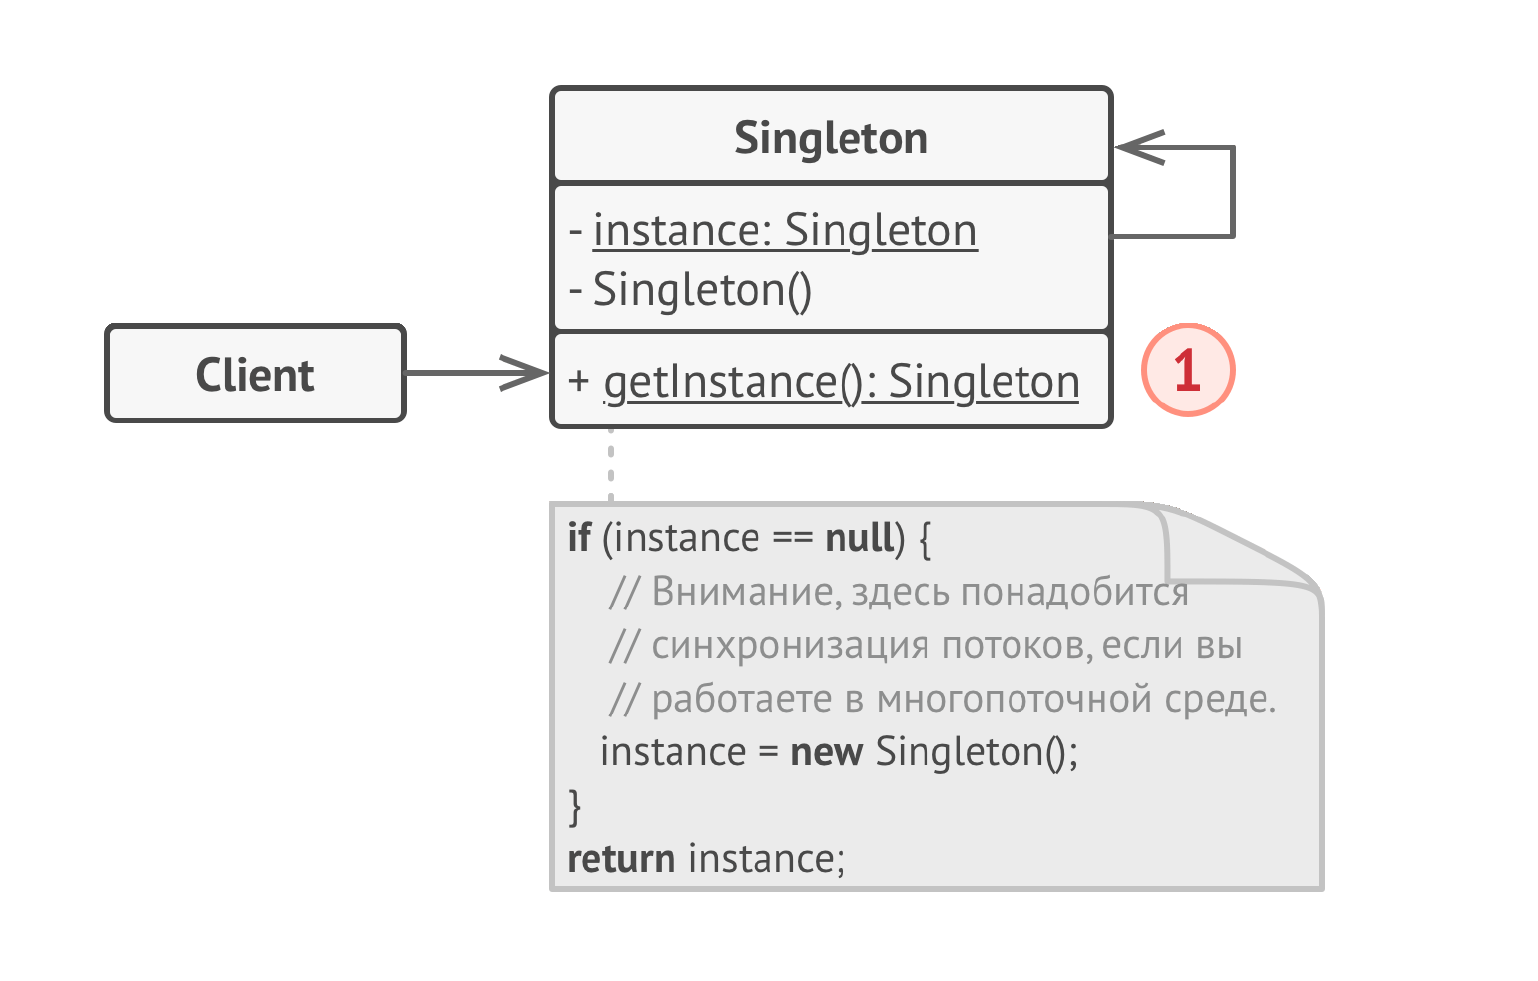 Singleton
- instance: Singleton
- Singleton()
Client
+ getInstance(): Singleton
1
if (instance == null) {
// Внимание, здесь понадобится
// синхронизация потоков, если вы
// работаете в многопоточной среде.
instance = new Singleton();
}
return instance;